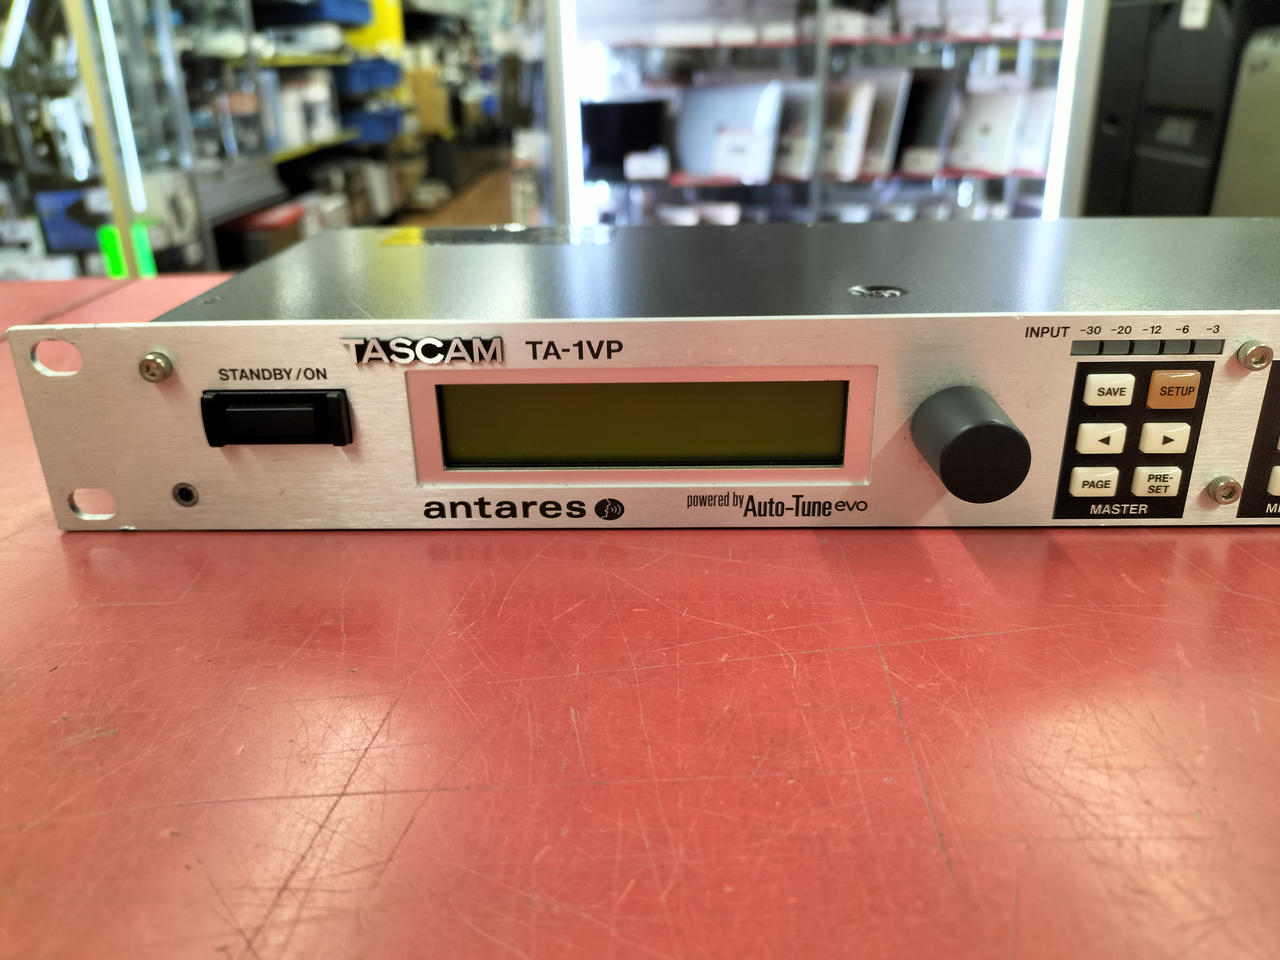 TASCAM TA-1VP
STANDBY/ON
antares
powered by Auto-Tune evo
INPUT -30 -20 -12 -6 -3
SAVE SETUP
◄ ►
PAGE PRE-
SET
MASTER